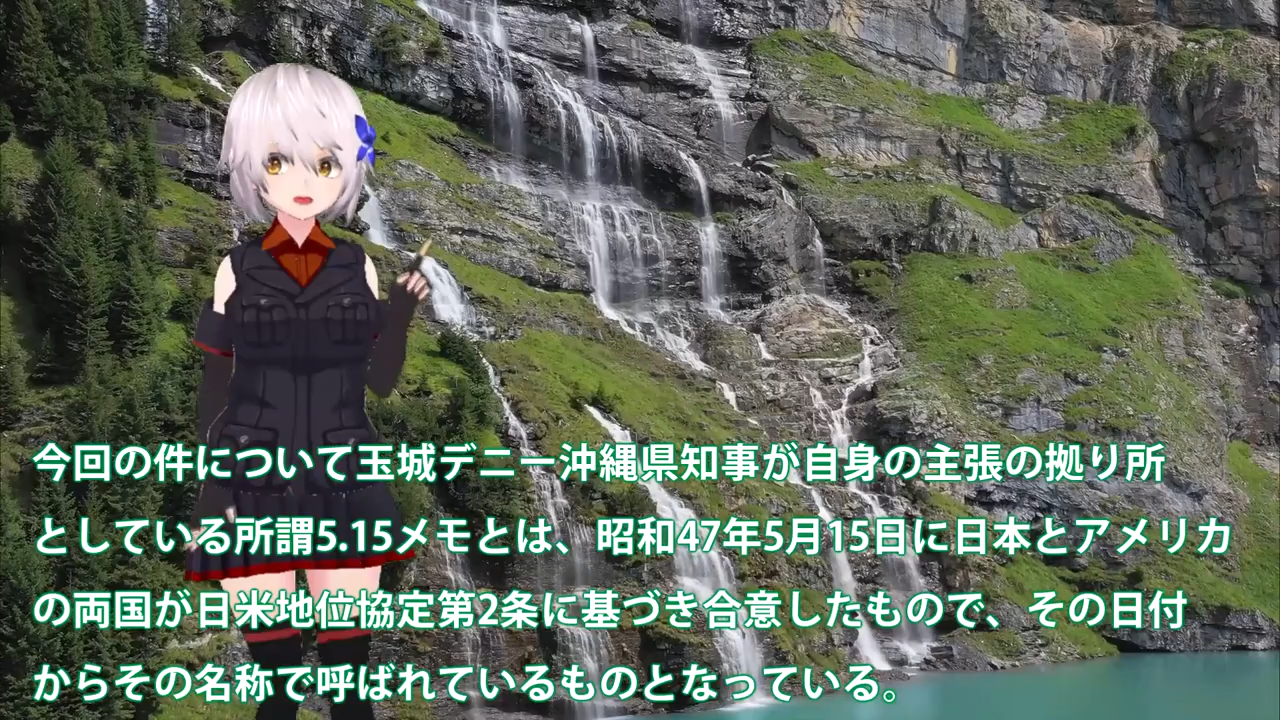 今回の件について玉城デニー沖縄県知事が自身の主張の拠り所
としている所謂5.15メモとは、昭和47年5月15日に日本とアメリカ
の両国が日米地位協定第2条に基づき合意したもので、その日付
からその名称で呼ばれているものとなっている。